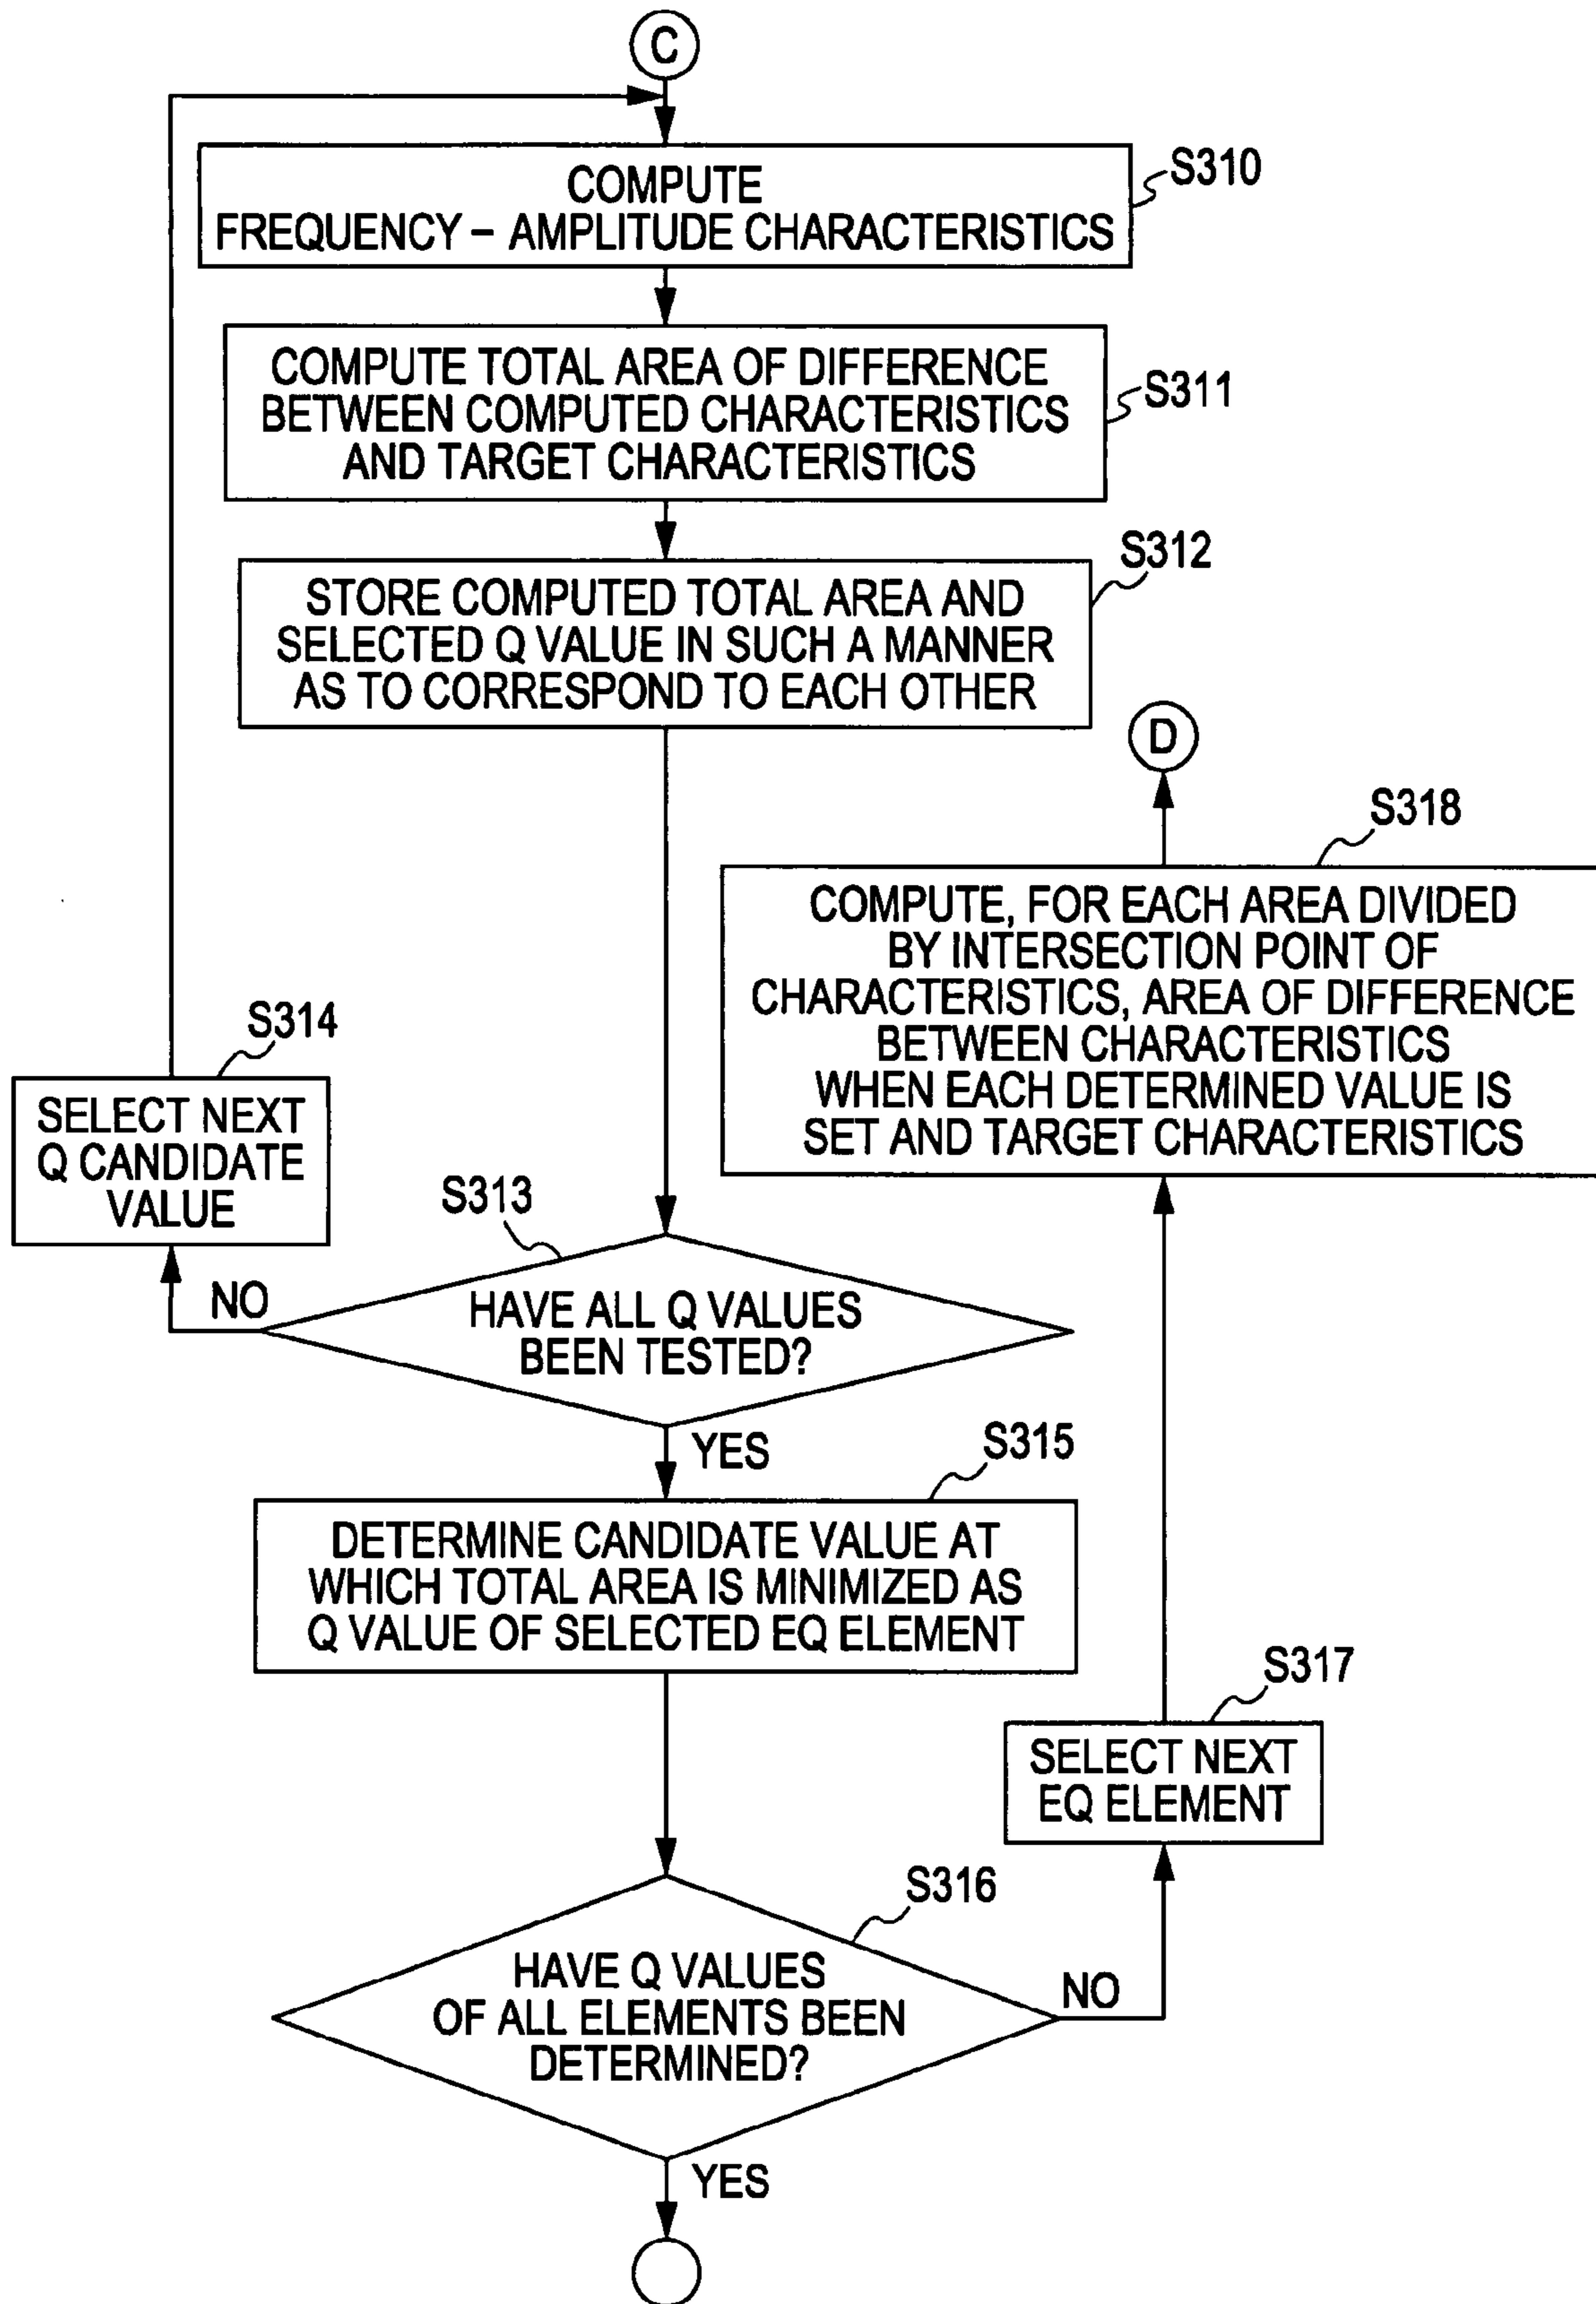 C
COMPUTE
FREQUENCY – AMPLITUDE CHARACTERISTICS
S310
COMPUTE TOTAL AREA OF DIFFERENCE
BETWEEN COMPUTED CHARACTERISTICS
AND TARGET CHARACTERISTICS
S311
S312
STORE COMPUTED TOTAL AREA AND
SELECTED Q VALUE IN SUCH A MANNER
AS TO CORRESPOND TO EACH OTHER
D
S318
COMPUTE, FOR EACH AREA DIVIDED
BY INTERSECTION POINT OF
CHARACTERISTICS, AREA OF DIFFERENCE
BETWEEN CHARACTERISTICS
WHEN EACH DETERMINED VALUE IS
SET AND TARGET CHARACTERISTICS
S314
SELECT NEXT
Q CANDIDATE
VALUE
S313
NO
HAVE ALL Q VALUES
BEEN TESTED?
YES
S315
DETERMINE CANDIDATE VALUE AT
WHICH TOTAL AREA IS MINIMIZED AS
Q VALUE OF SELECTED EQ ELEMENT
S317
SELECT NEXT
EQ ELEMENT
S316
HAVE Q VALUES
OF ALL ELEMENTS BEEN
DETERMINED?
NO
YES